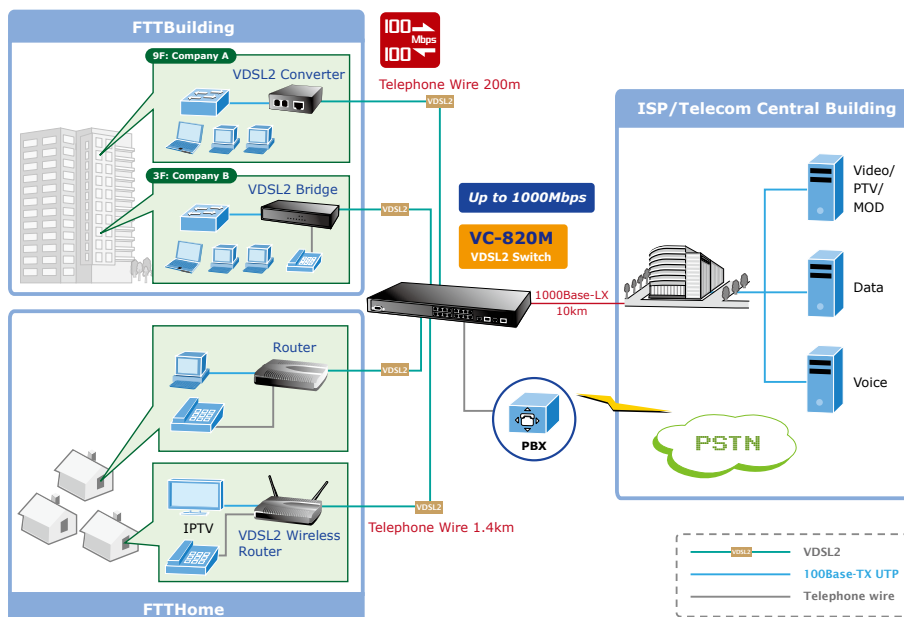 FTTBuilding
9F: Company A
VDSL2 Converter
3F: Company B
VDSL2 Bridge
100
Mbps
100
Telephone Wire 200m
VDSL2
VDSL2
Up to 1000Mbps
VC-820M
VDSL2 Switch
1000Base-LX
10km
ISP/Telecom Central Building
Video/
PTV/
MOD
Data
Voice
PBX
PSTN
Router
VDSL2
IPTV
VDSL2 Wireless
Router
VDSL2
Telephone Wire 1.4km
FTTHome
VDSL2
VDSL2
100Base-TX UTP
Telephone wire